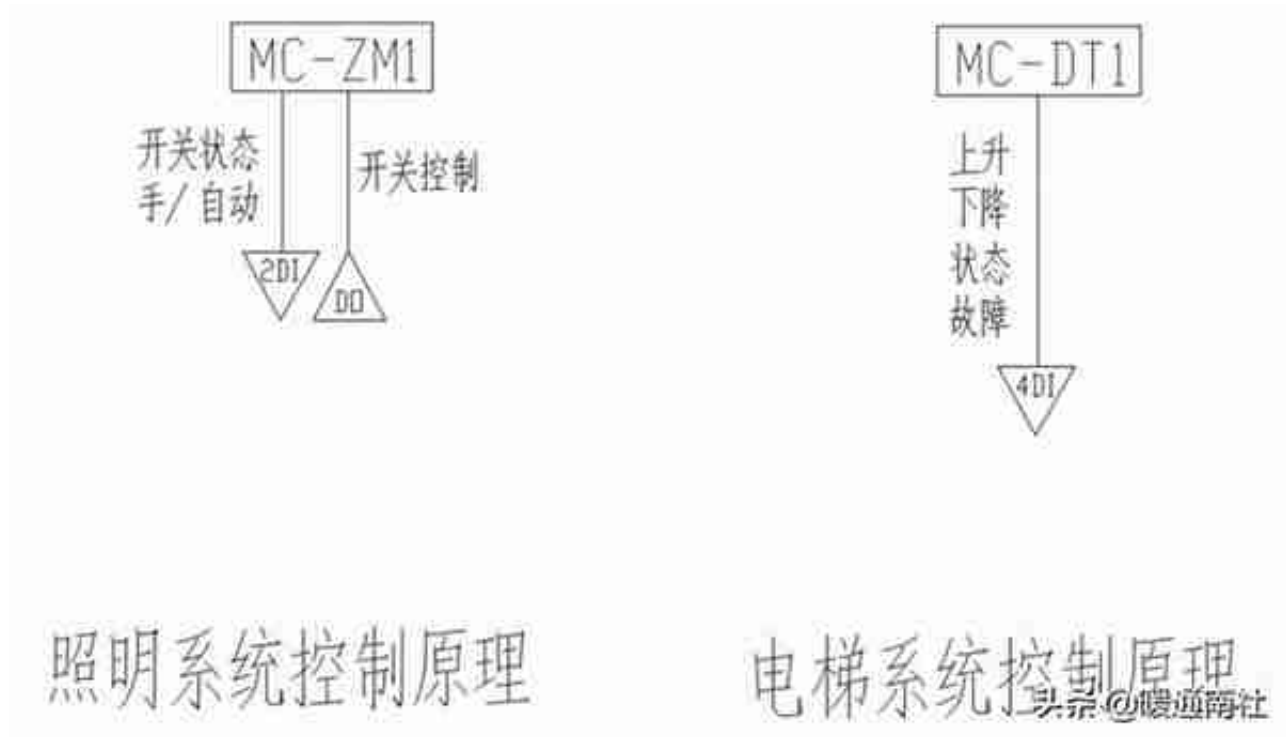 MC-ZM1
开关状态
手/自动
开关控制
2DI
DO
照明系统控制原理
MC-DT1
上升
下降
状态
故障
4DI
电梯系统控制原理
头条 @暖通南社